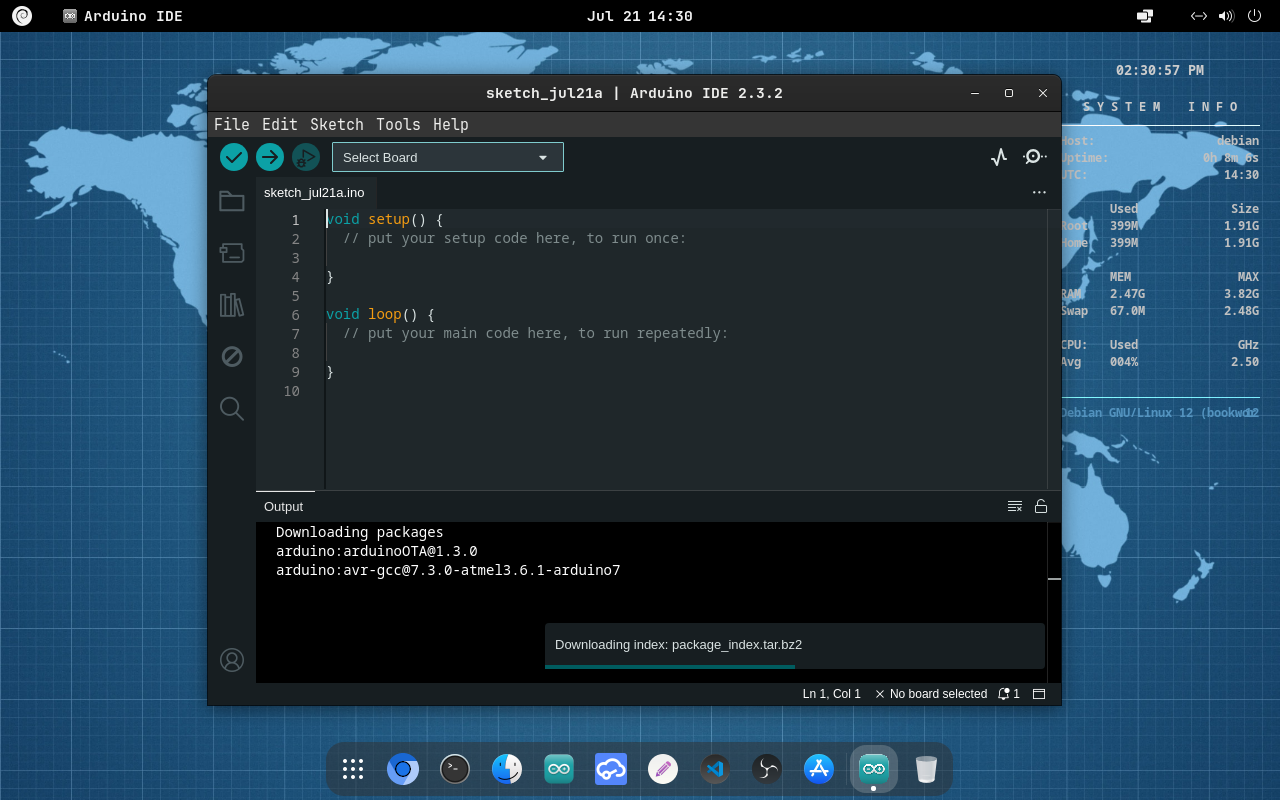 Arduino IDE
Jul 21 14:30
02:30:57 PM
SYSTEM INFO
Host: debian
Uptime: 0h 8m 6s
UTC: 14:30
Used Size
Root 399M 1.91G
Home 399M 1.91G
MEM MAX
RAM 2.47G 3.82G
Swap 67.0M 2.48G
CPU: Used GHz
Avg 004% 2.50
Debian GNU/Linux 12 (bookwor 12
sketch_jul21a | Arduino IDE 2.3.2
File Edit Sketch Tools Help
Select Board
sketch_jul21a.ino
1 void setup() {
2 // put your setup code here, to run once:
3
4 }
5
6 void loop() {
7 // put your main code here, to run repeatedly:
8
9 }
10
Output
Downloading packages
arduino:arduinoOTA@1.3.0
arduino:avr-gcc@7.3.0-atmel3.6.1-arduino7
Downloading index: package_index.tar.bz2
Ln 1, Col 1 No board selected 1